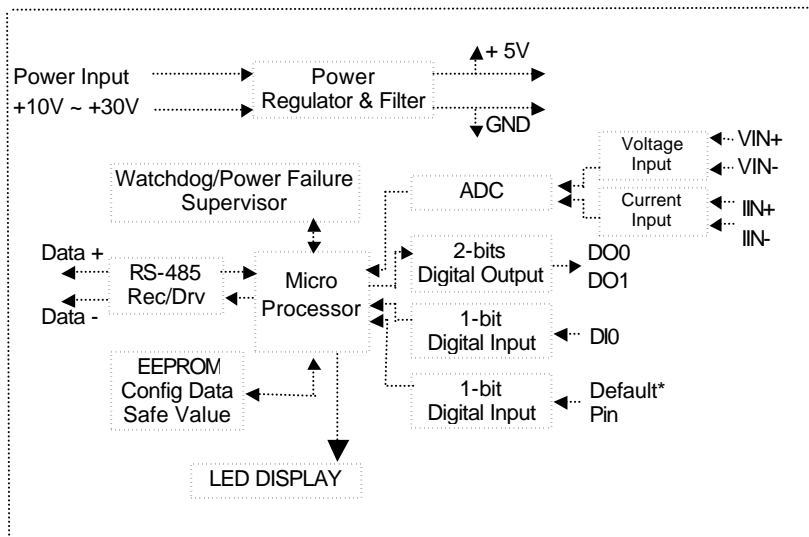 + 5V
Power Input
+10V ~ +30V
Power
Regulator & Filter
GND
Voltage
Input
VIN+
VIN-
Watchdog/Power Failure
Supervisor
ADC
Current
Input
IIN+
IIN-
Data +
Data -
RS-485
Rec/Drv
Micro
Processor
2-bits
Digital Output
DO0
DO1
1-bit
Digital Input
DI0
EEPROM
Config Data
Safe Value
1-bit
Digital Input
Default*
Pin
LED DISPLAY